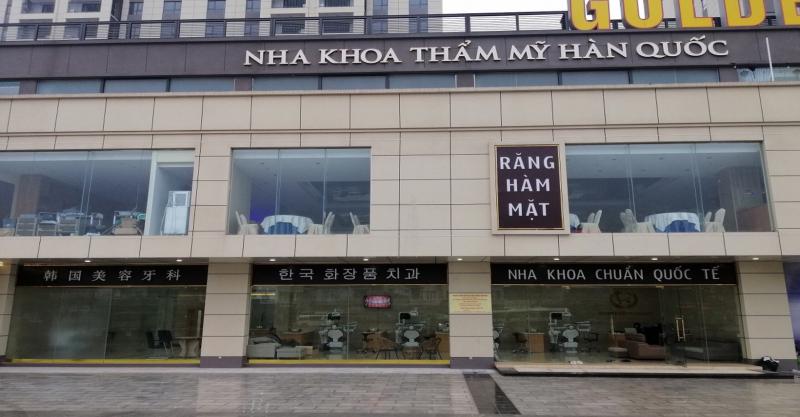 GOLDE
NHA KHOA THẨM MỸ HÀN QUỐC
RĂNG
HÀM
MẶT
韩国美容牙科
한국 화장품 치과
NHA KHOA CHUẨN QUỐC TẾ